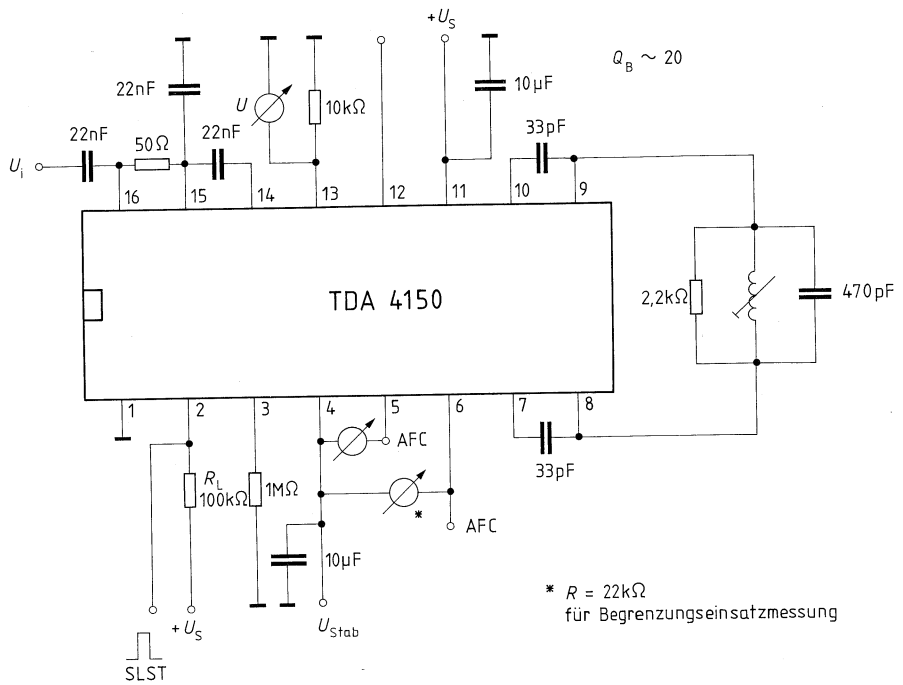 +U_S
Q_B ~ 20
22nF
U
10kΩ
10µF
22nF
50Ω
22nF
33pF
U_i
16 15 14 13 12 11 10 9
TDA 4150
2,2kΩ
470pF
1 2 3 4 5 6 7 8
AFC
33pF
R_L
100kΩ
1MΩ
*
AFC
10µF
* R = 22kΩ
für Begrenzungseinsatzmessung
+U_S
U_Stab
SLST